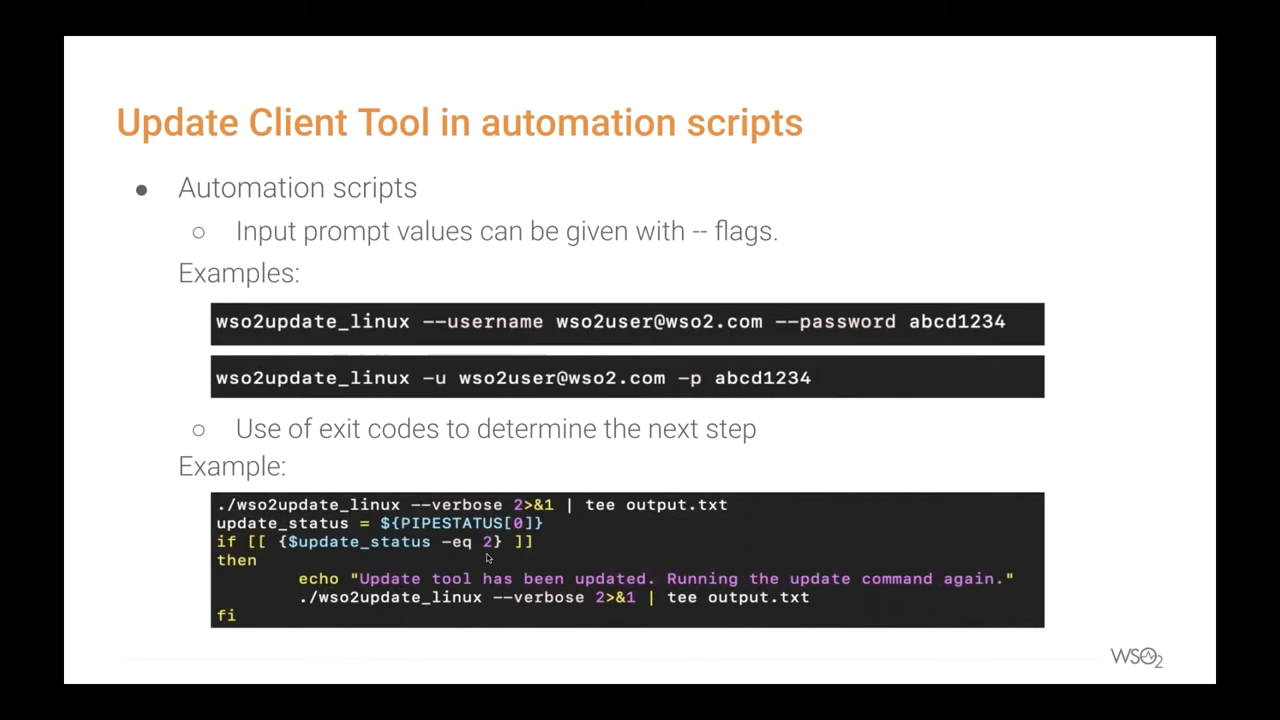 Update Client Tool in automation scripts
● Automation scripts
○ Input prompt values can be given with -- flags.
Examples:
wso2update_linux --username wso2user@wso2.com --password abcd1234
wso2update_linux -u wso2user@wso2.com -p abcd1234
○ Use of exit codes to determine the next step
Example:
./wso2update_linux --verbose 2>&1 | tee output.txt
update_status = ${PIPESTATUS[0]}
if [[ {$update_status -eq 2} ]]
then
echo "Update tool has been updated. Running the update command again."
./wso2update_linux --verbose 2>&1 | tee output.txt
fi
WSO2